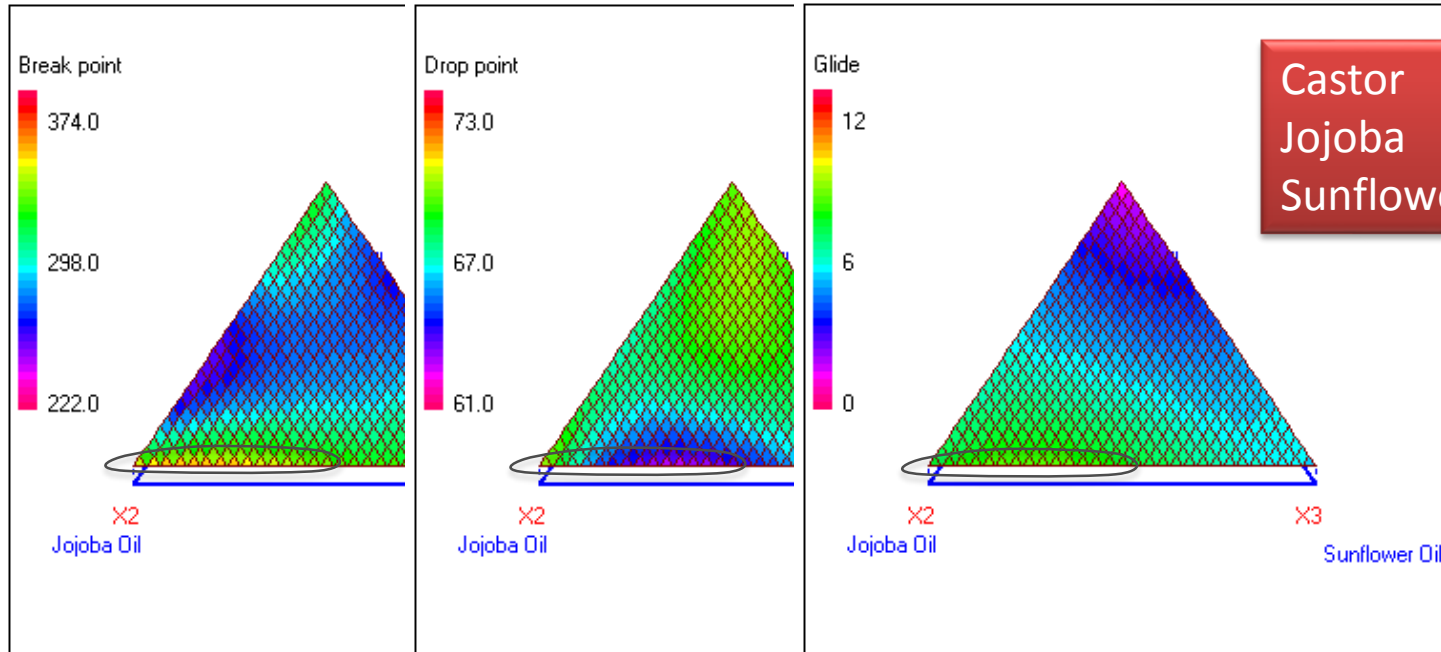 Break point
374.0
298.0
222.0
X2
Jojoba Oil
Drop point
73.0
67.0
61.0
X2
Jojoba Oil
Glide
12
6
0
X2
Jojoba Oil
X3
Sunflower Oil
Castor
Jojoba
Sunflowe